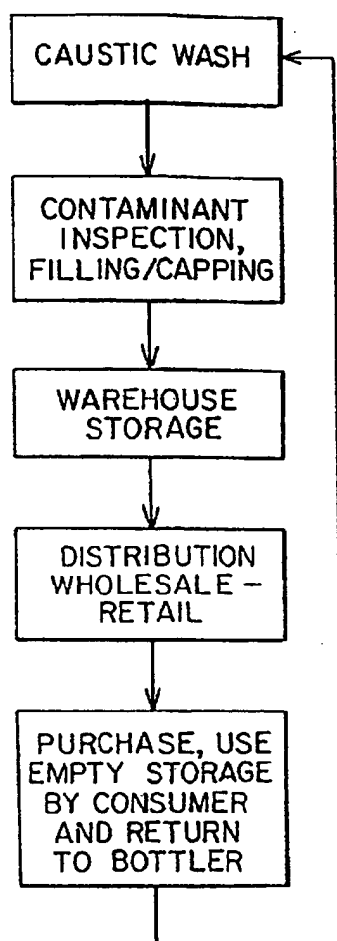 CAUSTIC WASH
CONTAMINANT
INSPECTION,
FILLING/CAPPING
WAREHOUSE
STORAGE
DISTRIBUTION
WHOLESALE –
RETAIL
PURCHASE, USE
EMPTY STORAGE
BY CONSUMER
AND RETURN
TO BOTTLER